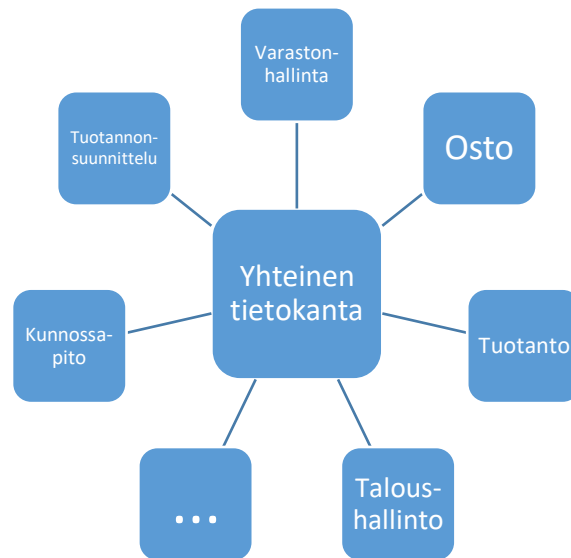 Varaston-
hallinta
Osto
Tuotanto
Talous-
hallinto
...
Kunnossa-
pito
Tuotannon-
suunnittelu
Yhteinen
tietokanta